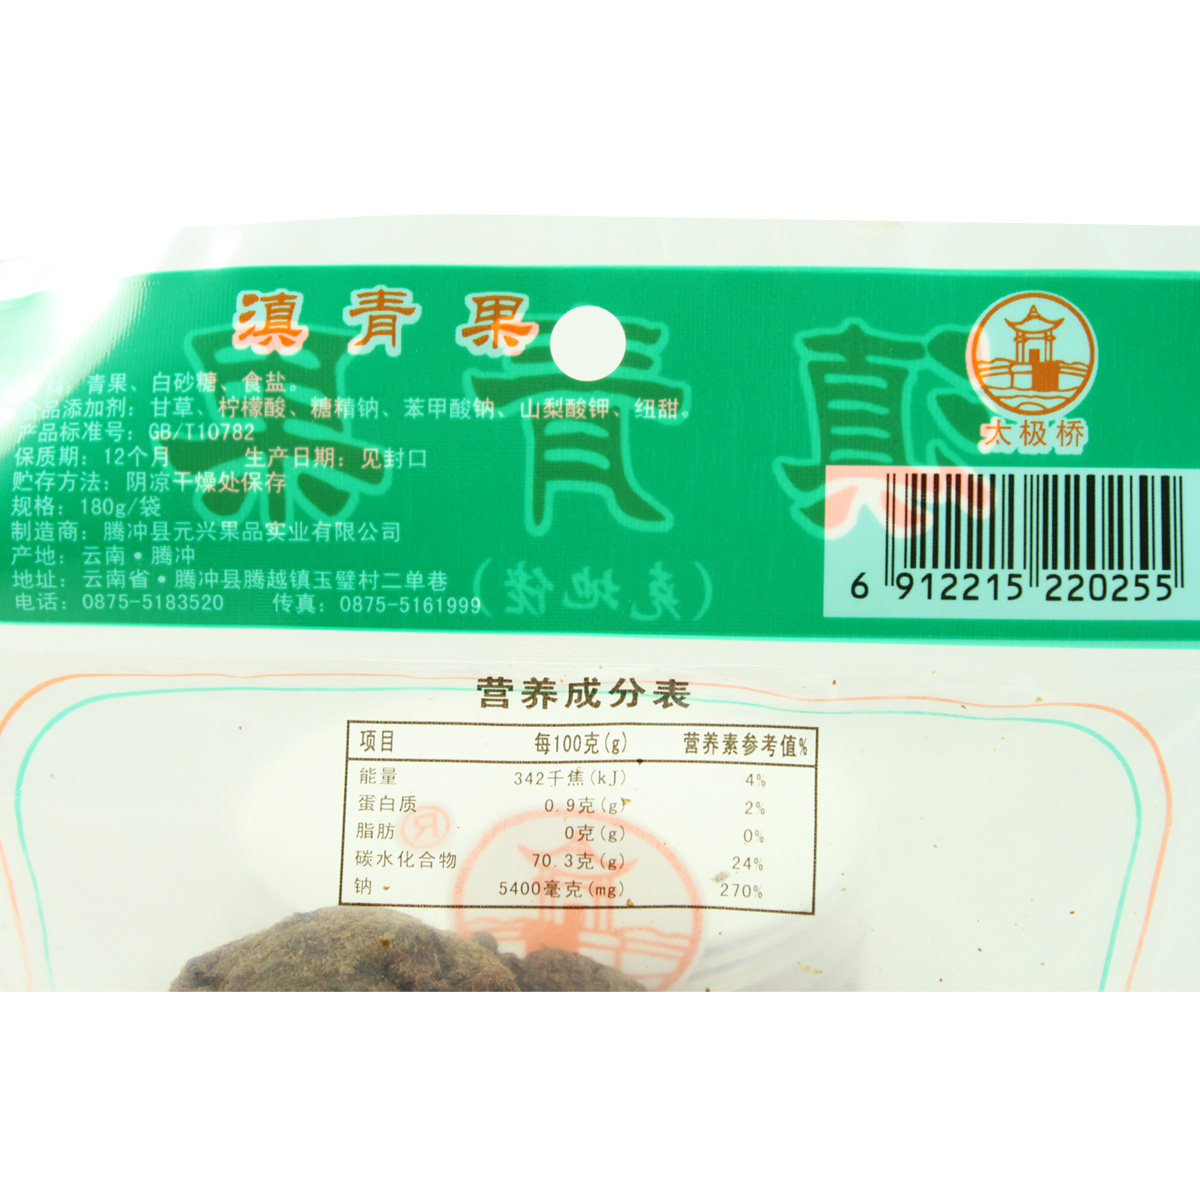 滇青果
青果、白砂糖、食盐。
食品添加剂：甘草、柠檬酸、糖精钠、苯甲酸钠、山梨酸钾、纽甜。
产品标准号：GB/T10782
保质期：12个月 生产日期：见封口
贮存方法：阴凉干燥处保存
规格：180g/袋
制造商：腾冲县元兴果品实业有限公司
产地：云南•腾冲
地址：云南省•腾冲县腾越镇玉璧村二单巷
电话：0875-5183520 传真：0875-5161999
太极桥
6 912215 220255
滇青果
营养成分表
项目 每100克(g) 营养素参考值%
能量 342千焦(kJ) 4%
蛋白质 0.9克(g) 2%
脂肪 0克(g) 0%
碳水化合物 70.3克(g) 24%
钠 5400毫克(mg) 270%
®